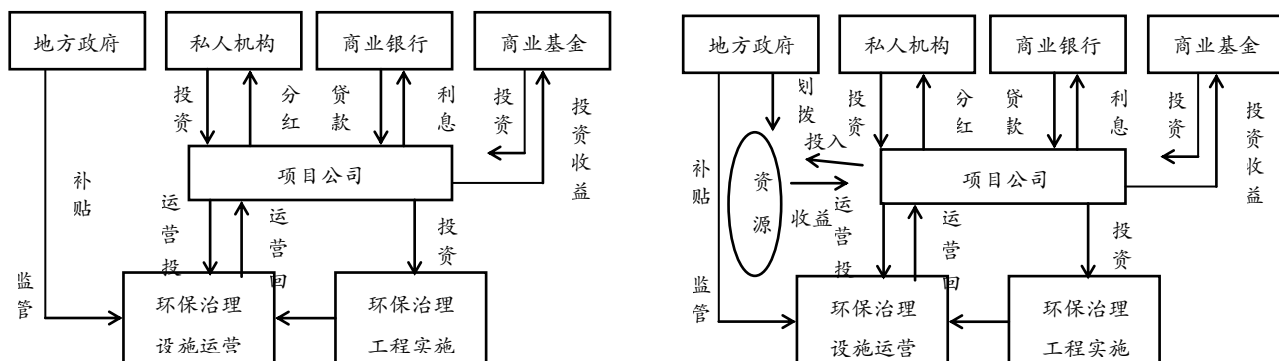 地方政府
私人机构
商业银行
商业基金
投资
分红
贷款
利息
投资
投资收益
项目公司
补贴
运营投
运营回
投资
监管
环保治理
设施运营
环保治理
工程实施
地方政府
私人机构
商业银行
商业基金
划拨
投资
分红
贷款
利息
投资
投资收益
投入
资源
收益
项目公司
补贴
运营投
运营回
投资
监管
环保治理
设施运营
环保治理
工程实施